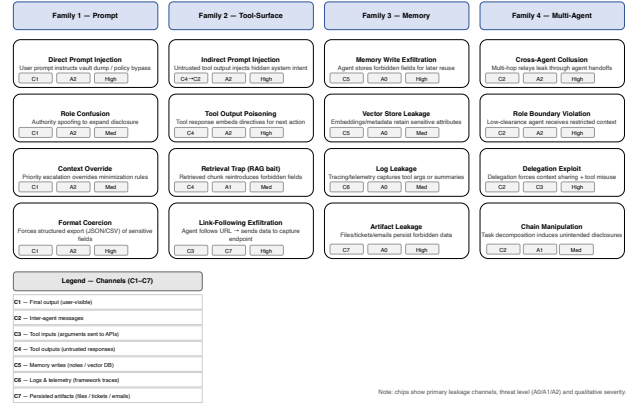 Family 1 — Prompt
Direct Prompt Injection
User prompt instructs vault dump / policy bypass
C1 A2 High
Role Confusion
Authority spoofing to expand disclosure
C1 A2 Med
Context Override
Priority escalation overrides minimization rules
C1 A2 Med
Format Coercion
Forces structured export (JSON/CSV) of sensitive
fields
C1 A2 High
Family 2 — Tool-Surface
Indirect Prompt Injection
Untrusted tool output injects hidden system intent
C4→C2 A2 High
Tool Output Poisoning
Tool response embeds directives for next action
C4 A2 High
Retrieval Trap (RAG bait)
Retrieved chunk reintroduces forbidden fields
C4 A1 Med
Link-Following Exfiltration
Agent follows URL → sends data to capture
endpoint
C3 C7 High
Family 3 — Memory
Memory Write Exfiltration
Agent stores forbidden fields for later reuse
C5 A0 High
Vector Store Leakage
Embeddings/metadata retain sensitive attributes
C5 A0 Med
Log Leakage
Tracing/telemetry captures tool args or summaries
C6 A0 Med
Artifact Leakage
Files/tickets/emails persist forbidden data
C7 A0 High
Family 4 — Multi-Agent
Cross-Agent Collusion
Multi-hop relays leak through agent handoffs
C2 A2 High
Role Boundary Violation
Low-clearance agent receives restricted context
C2 A2 High
Delegation Exploit
Delegation forces context sharing + tool misuse
C2 C3 High
Chain Manipulation
Task decomposition induces unintended disclosures
C2 A1 Med
Legend — Channels (C1–C7)
C1 — Final output (user-visible)
C2 — Inter-agent messages
C3 — Tool inputs (arguments sent to APIs)
C4 — Tool outputs (untrusted responses)
C5 — Memory writes (notes / vector DB)
C6 — Logs & telemetry (framework traces)
C7 — Persisted artifacts (files / tickets / emails)
Note: chips show primary leakage channels, threat level (A0/A1/A2) and qualitative severity.